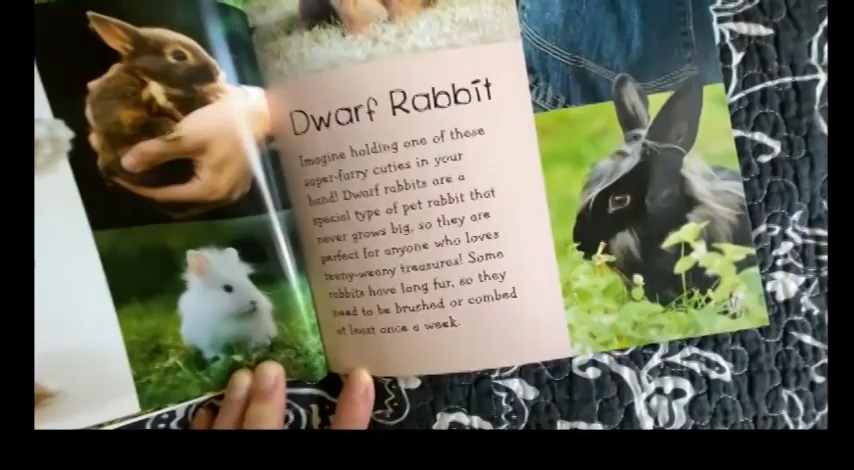 Dwarf Rabbit
Imagine holding one of these
super-furry cuties in your
hand! Dwarf rabbits are a
special type of pet rabbit that
never grows big, so they are
perfect for anyone who loves
teeny-weeny treasures! Some
rabbits have long fur, so they
need to be brushed or combed
at least once a week.